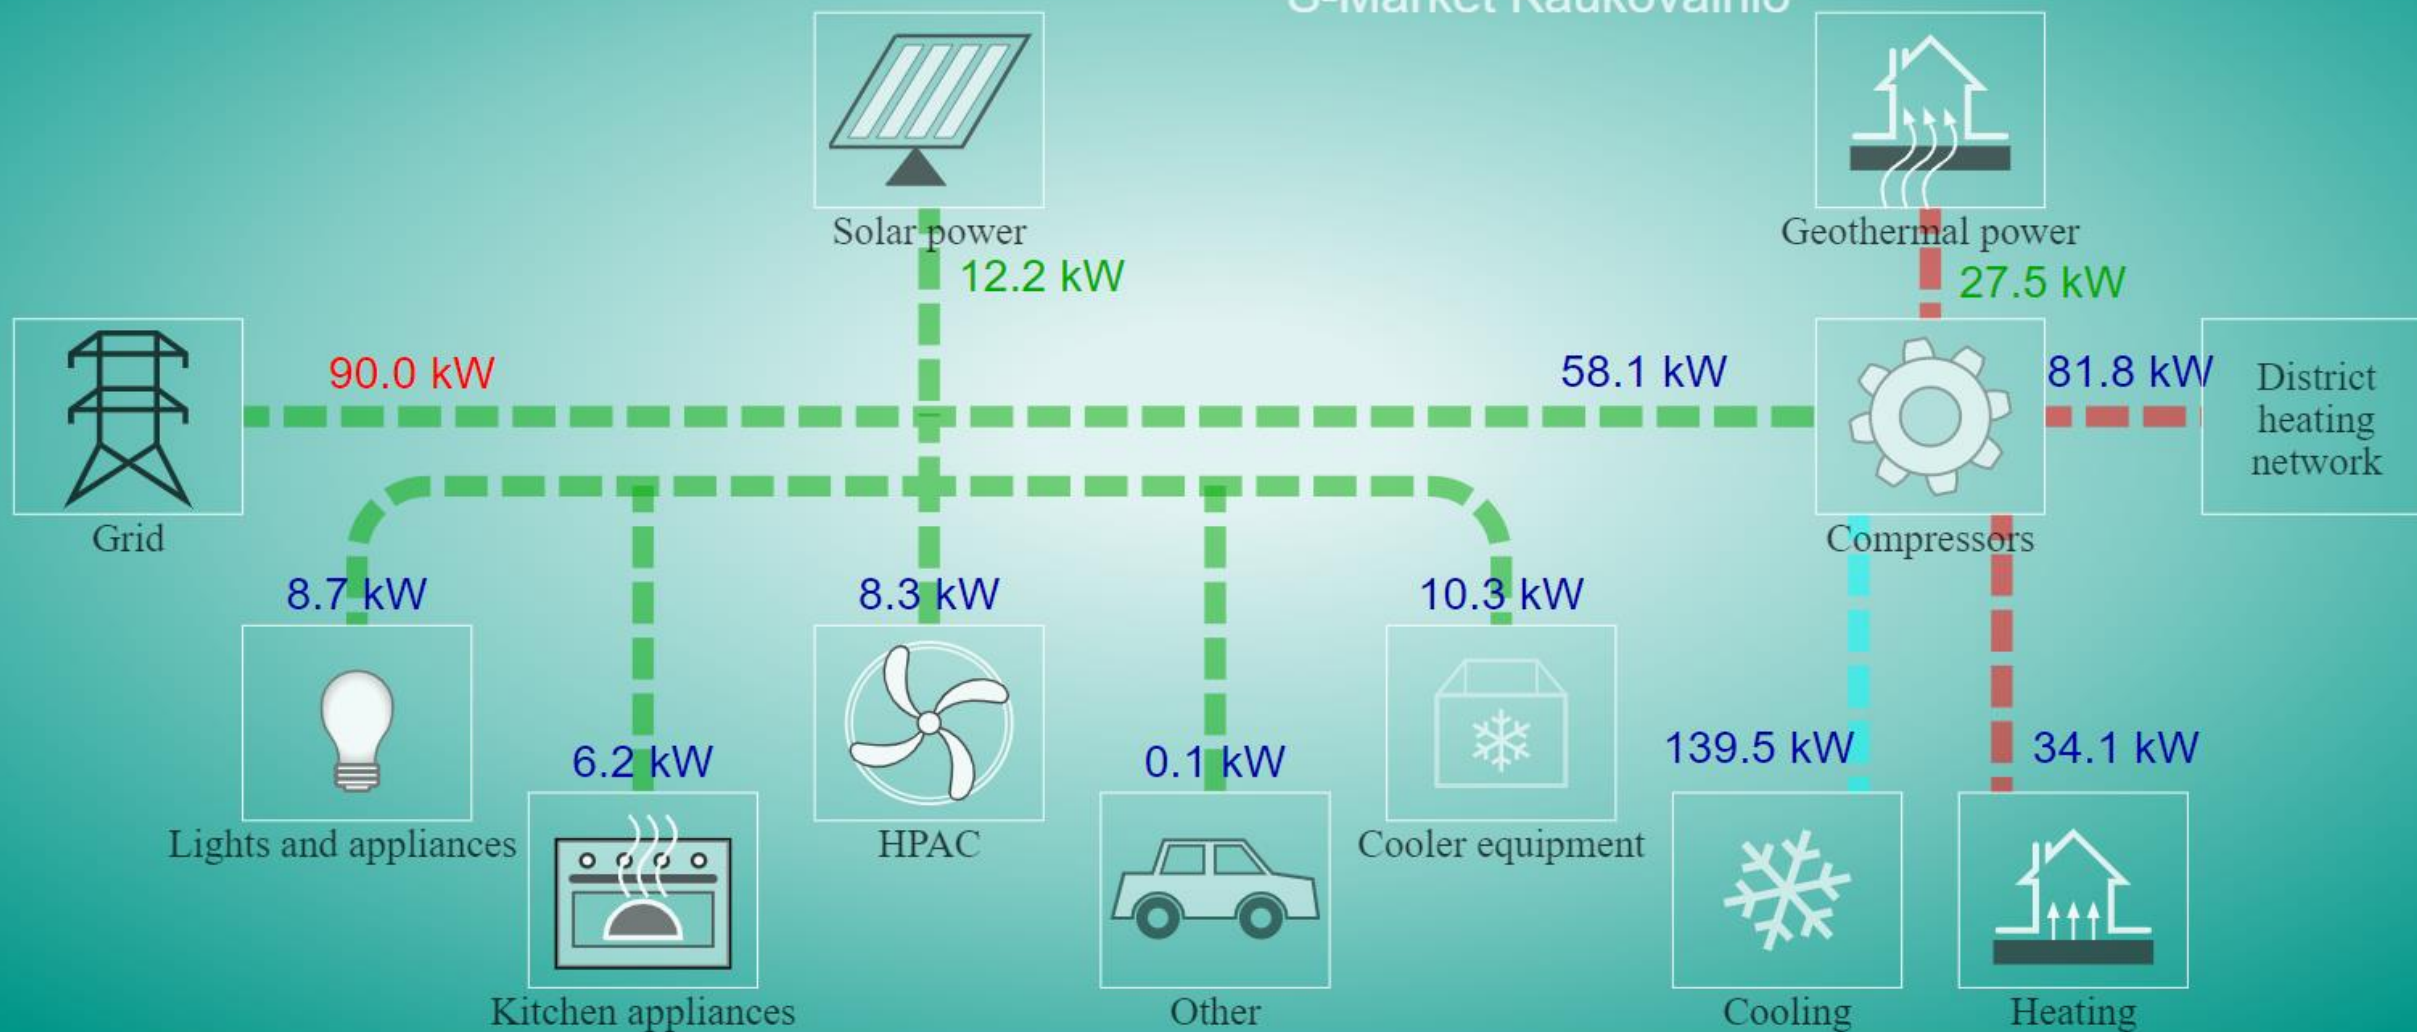 S-Market Kaukovainio
Solar power
12.2 kW
Geothermal power
27.5 kW
90.0 kW
58.1 kW
81.8 kW
District
heating
network
Grid
Compressors
8.7 kW
8.3 kW
10.3 kW
6.2 kW
0.1 kW
139.5 kW
34.1 kW
Lights and appliances
HPAC
Cooler equipment
Kitchen appliances
Other
Cooling
Heating